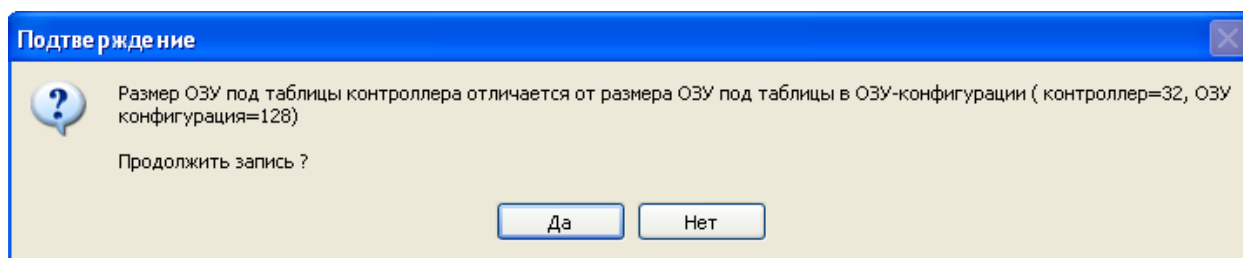 Подтверждение
Размер ОЗУ под таблицы контроллера отличается от размера ОЗУ под таблицы в ОЗУ-конфигурации ( контроллер=32, ОЗУ
конфигурация=128)
Продолжить запись ?
Да
Нет